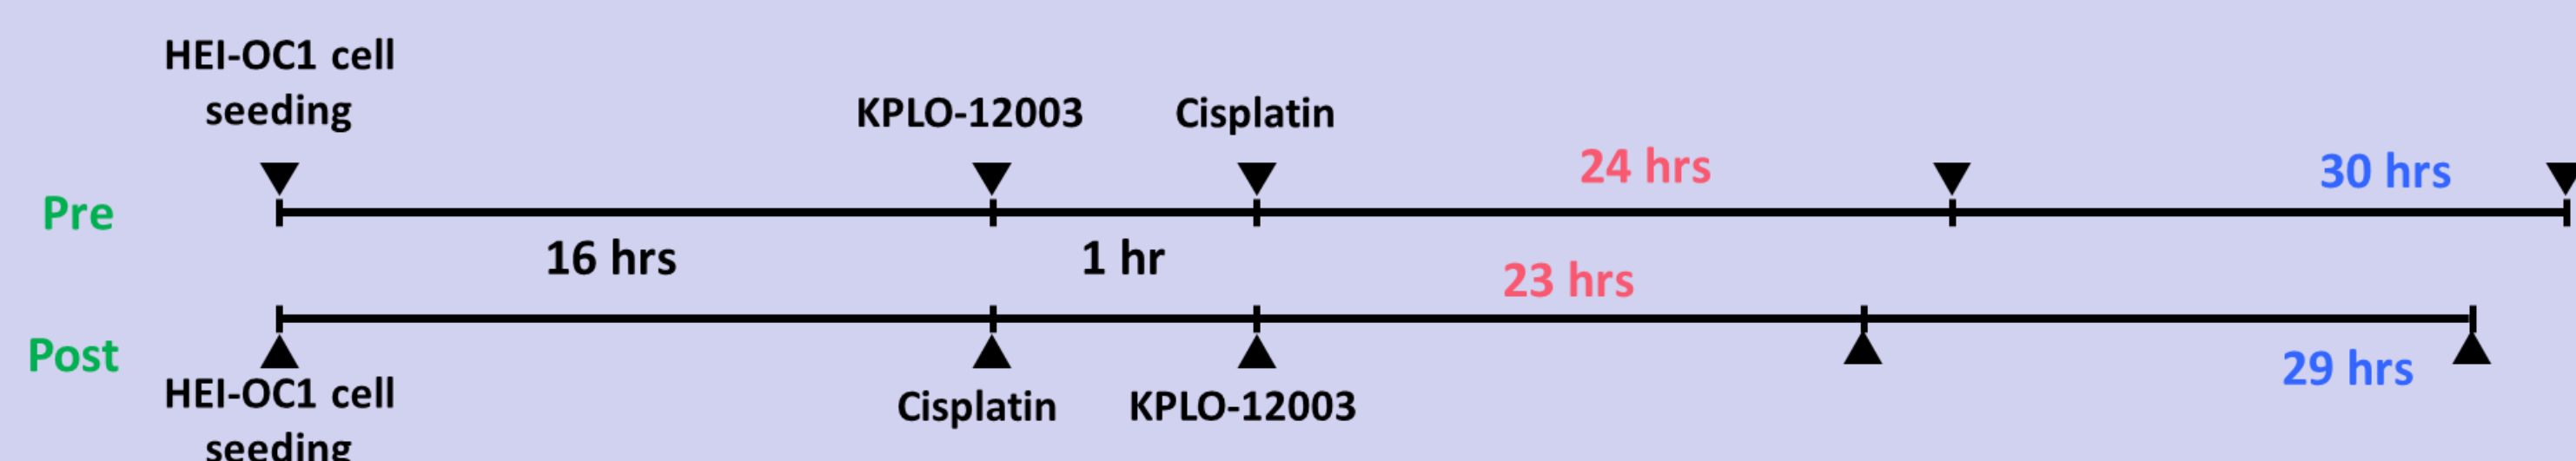 HEI-OC1 cell
seeding
KPLO-12003
Cisplatin
24 hrs
30 hrs
Pre
16 hrs
1 hr
23 hrs
Post
29 hrs
HEI-OC1 cell
seeding
Cisplatin
KPLO-12003